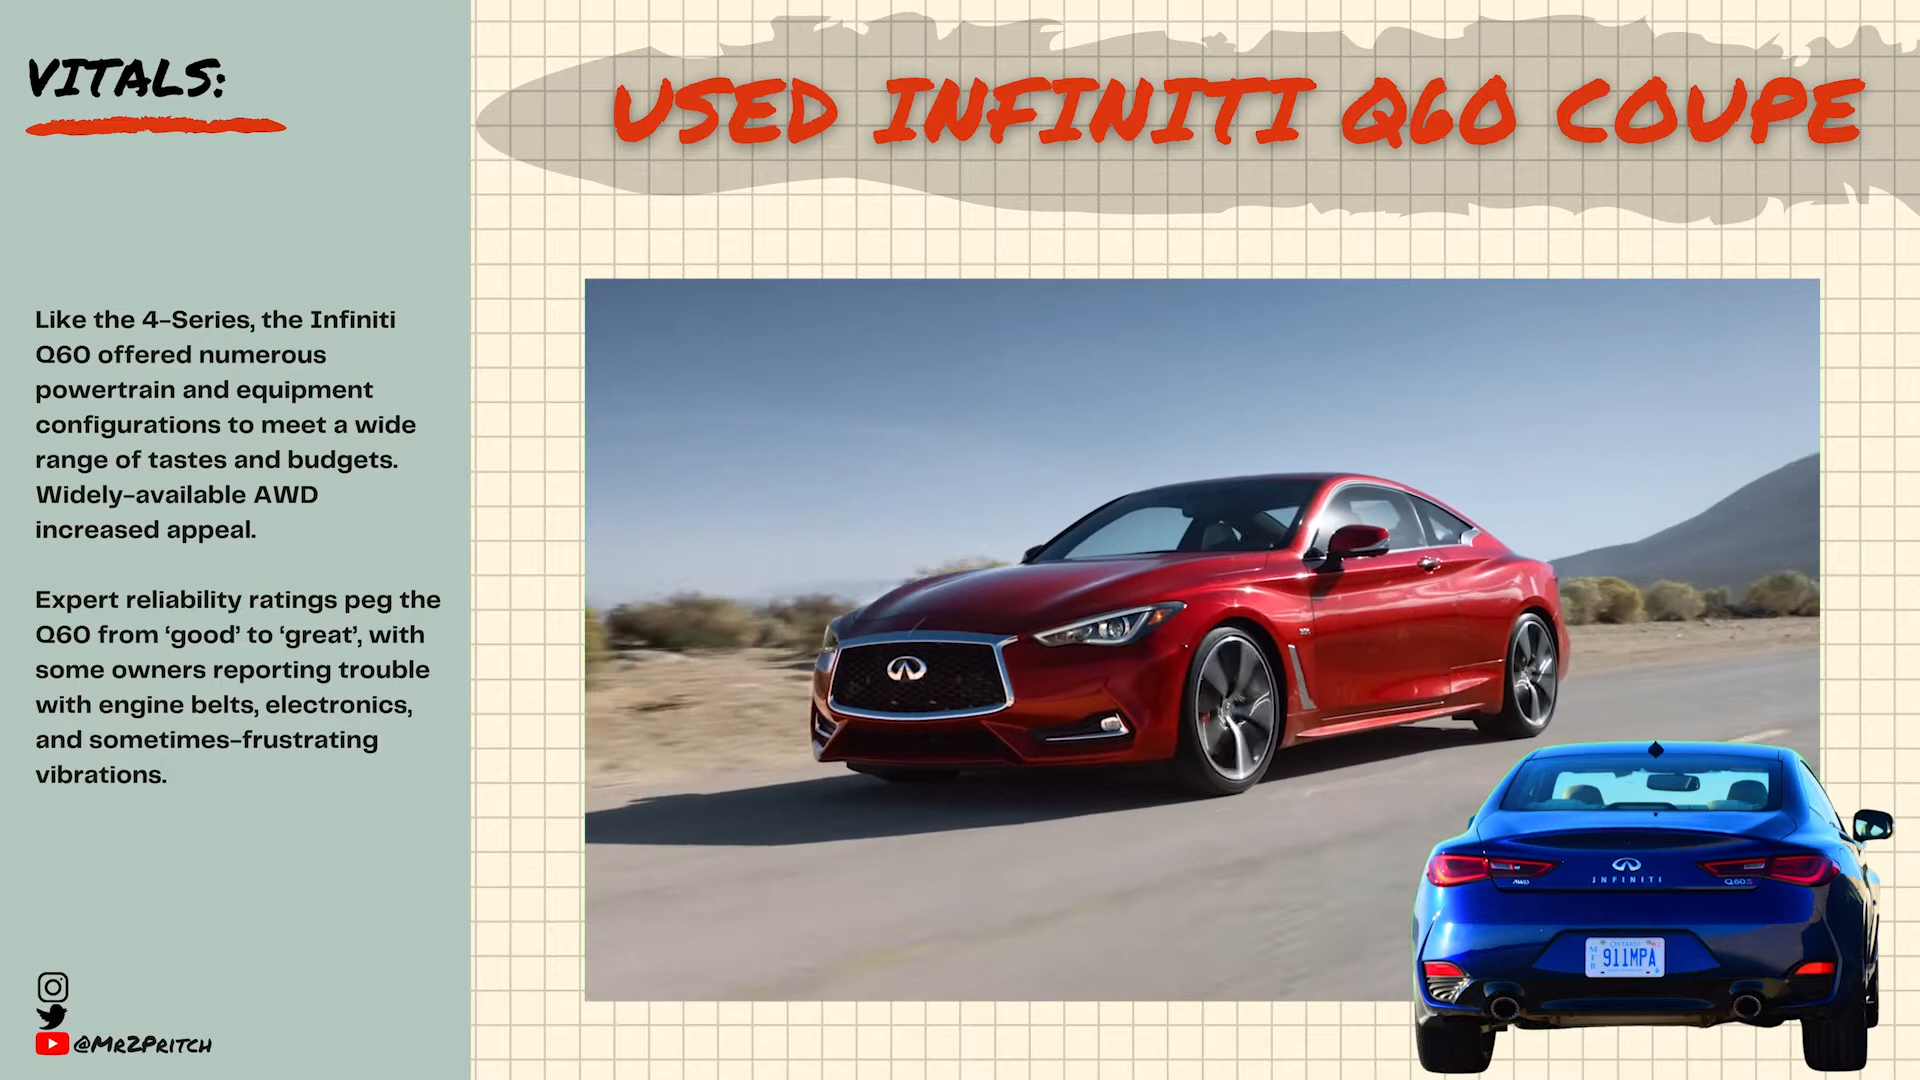 VITALS:
USED INFINITI Q60 COUPE
Like the 4-Series, the Infiniti
Q60 offered numerous
powertrain and equipment
configurations to meet a wide
range of tastes and budgets.
Widely-available AWD
increased appeal.
Expert reliability ratings peg the
Q60 from ‘good’ to ‘great’, with
some owners reporting trouble
with engine belts, electronics,
and sometimes-frustrating
vibrations.
@MR2PRITCH
INFINITI
AWD
Q60S
ONTARIO
MFR
911MPA